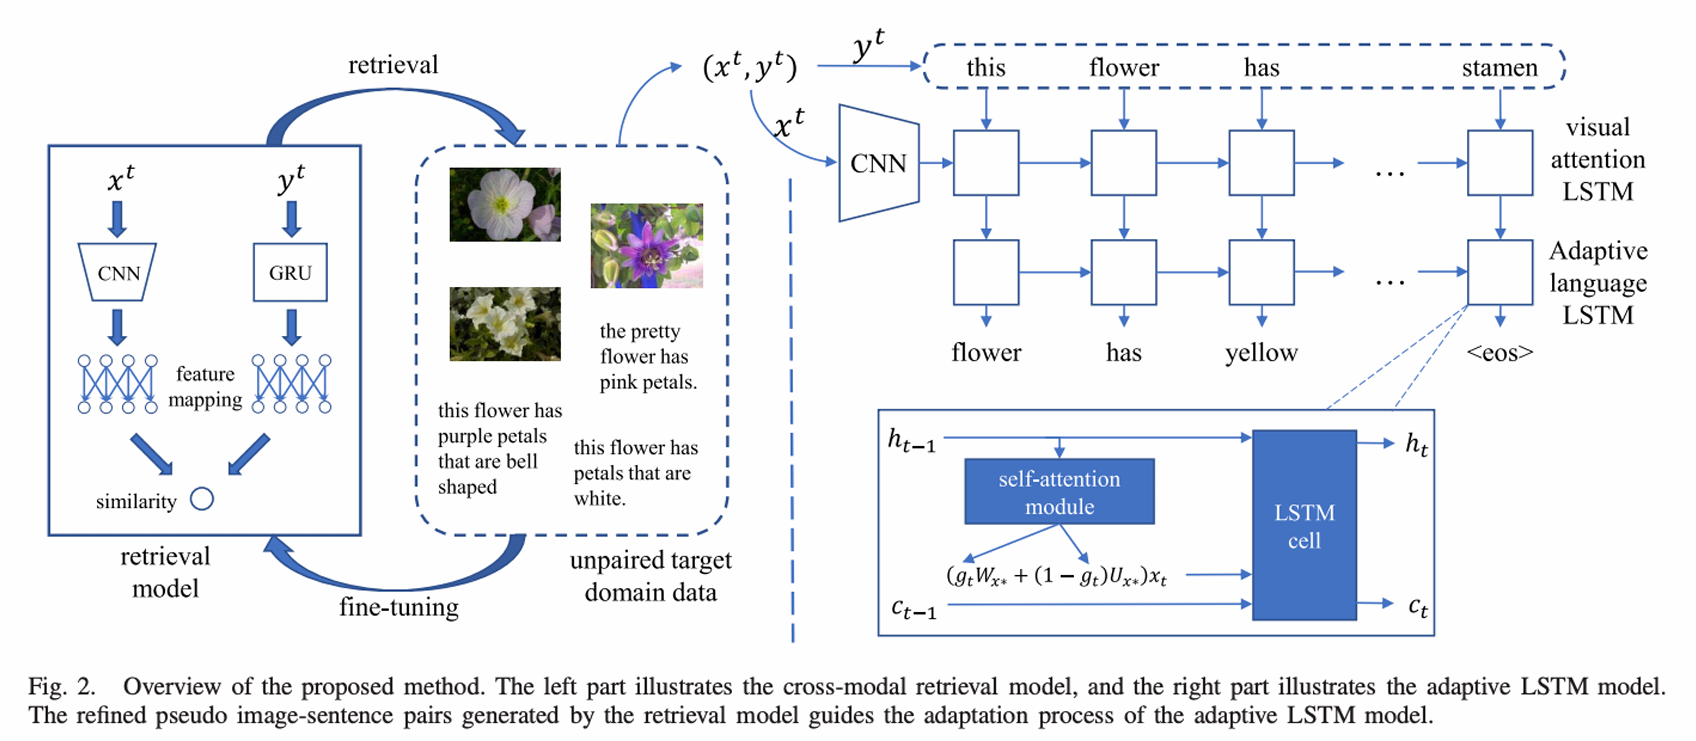 retrieval
x^t
y^t
CNN
GRU
feature
mapping
similarity
retrieval
model
fine-tuning
the pretty
flower has
pink petals.
this flower has
purple petals
that are bell
shaped
this flower has
petals that are
white.
unpaired target
domain data
(x^t, y^t)
y^t
x^t
this flower has stamen
CNN
...
visual
attention
LSTM
...
Adaptive
language
LSTM
flower has yellow <eos>
h_{t−1}
self-attention
module
(g_t W_{x*} + (1 − g_t)U_{x*})x_t
c_{t−1}
LSTM
cell
h_t
c_t
Fig. 2. Overview of the proposed method. The left part illustrates the cross-modal retrieval model, and the right part illustrates the adaptive LSTM model.
The refined pseudo image-sentence pairs generated by the retrieval model guides the adaptation process of the adaptive LSTM model.